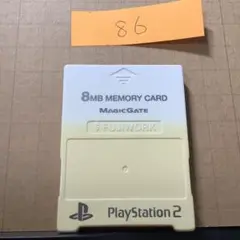 86
8MB MEMORY CARD
MAGICGATE
FUJIWORK
PlayStation 2